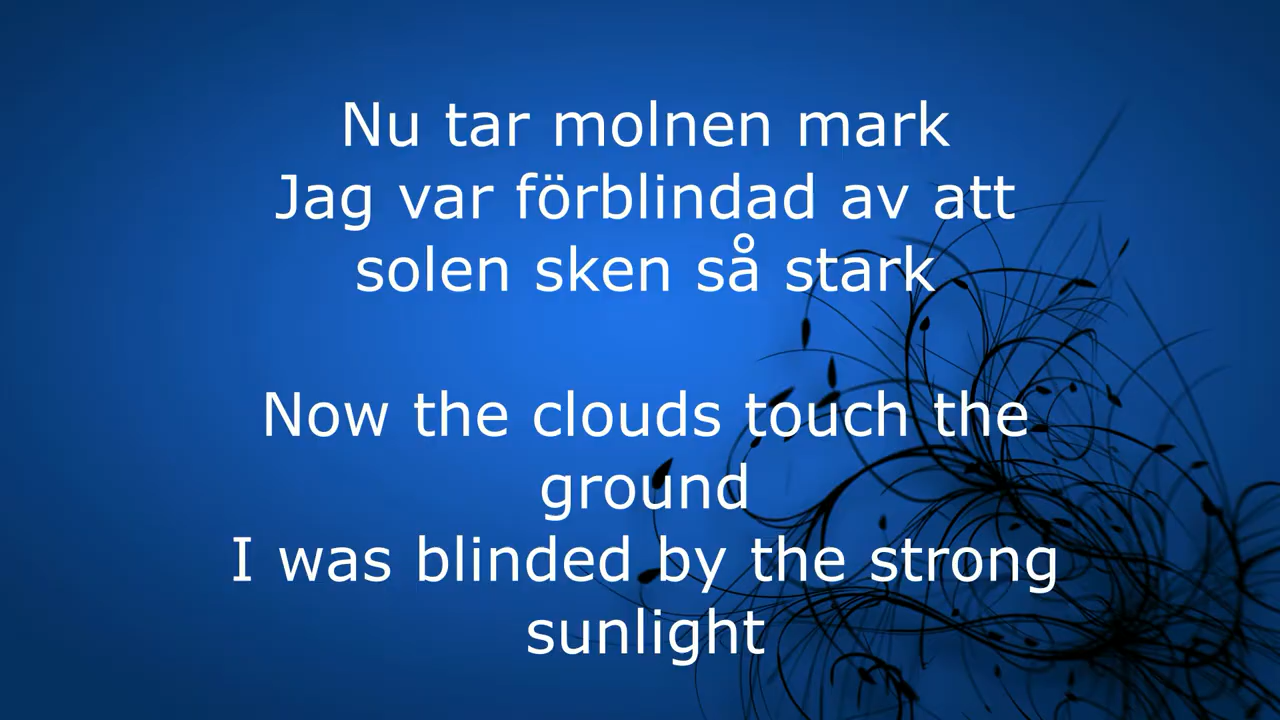 Nu tar molnen mark
Jag var förblindad av att
solen sken så stark
Now the clouds touch the
ground
I was blinded by the strong
sunlight